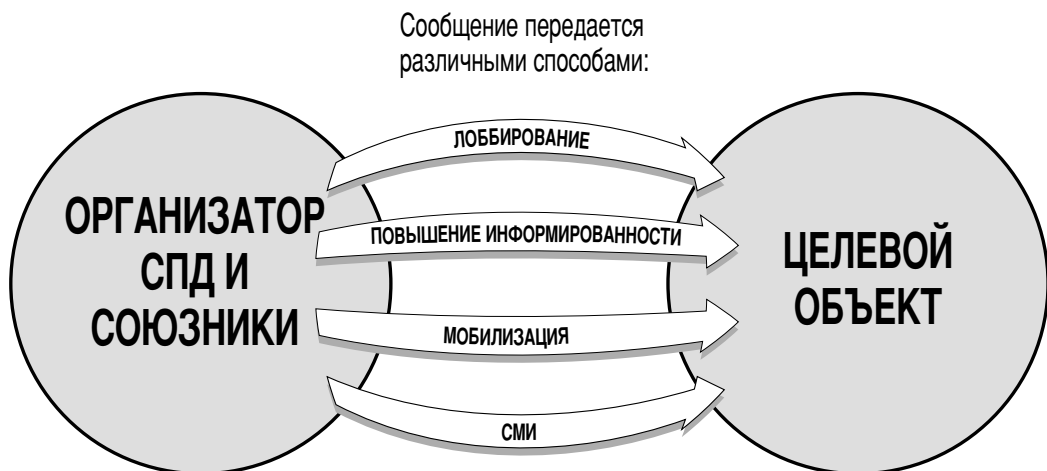 Сообщение передается
различными способами:
ЛОББИРОВАНИЕ
ОРГАНИЗАТОР
СПД И
СОЮЗНИКИ
ПОВЫШЕНИЕ ИНФОРМИРОВАННОСТИ
ЦЕЛЕВОЙ
ОБЪЕКТ
МОБИЛИЗАЦИЯ
СМИ